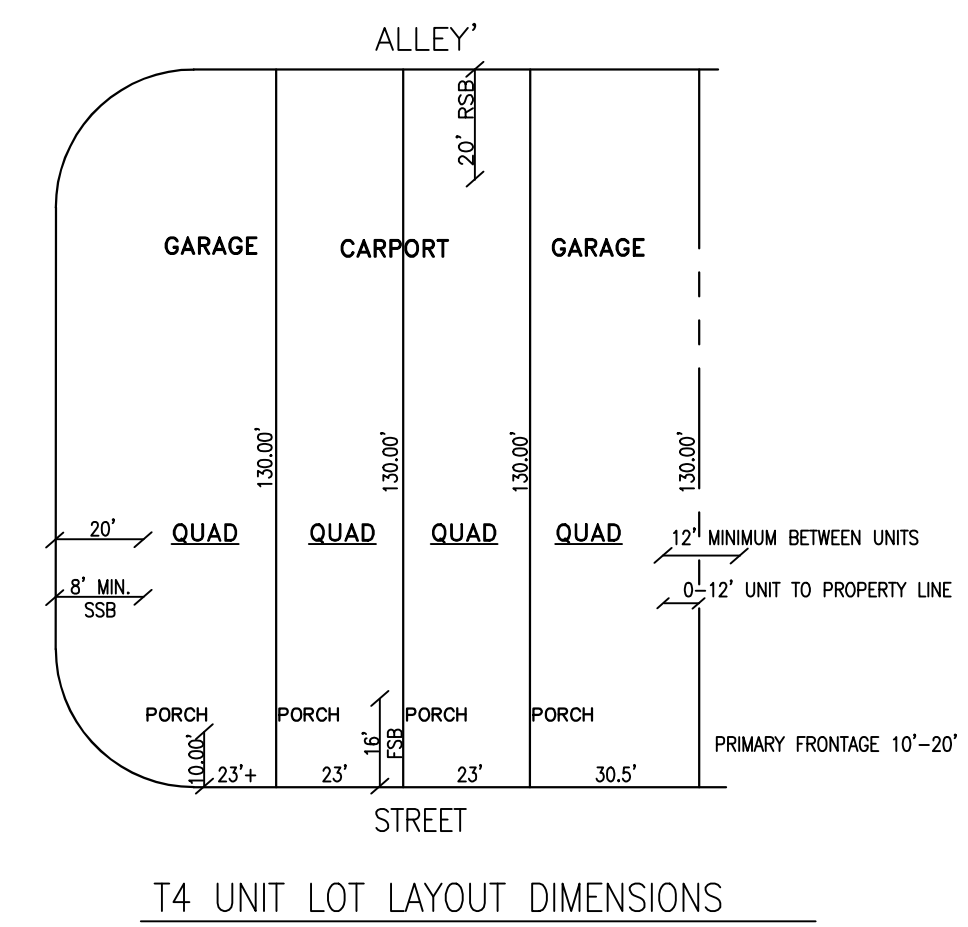 ALLEY'
20' RSB
GARAGE
CARPORT
GARAGE
130.00'
130.00'
130.00'
130.00'
20'
QUAD
QUAD
QUAD
QUAD
12' MINIMUM BETWEEN UNITS
8' MIN.
SSB
0-12' UNIT TO PROPERTY LINE
PORCH
PORCH
PORCH
PORCH
10.00'
16'
FSB
PRIMARY FRONTAGE 10'-20'
23'+
23'
23'
30.5'
STREET
T4 UNIT LOT LAYOUT DIMENSIONS